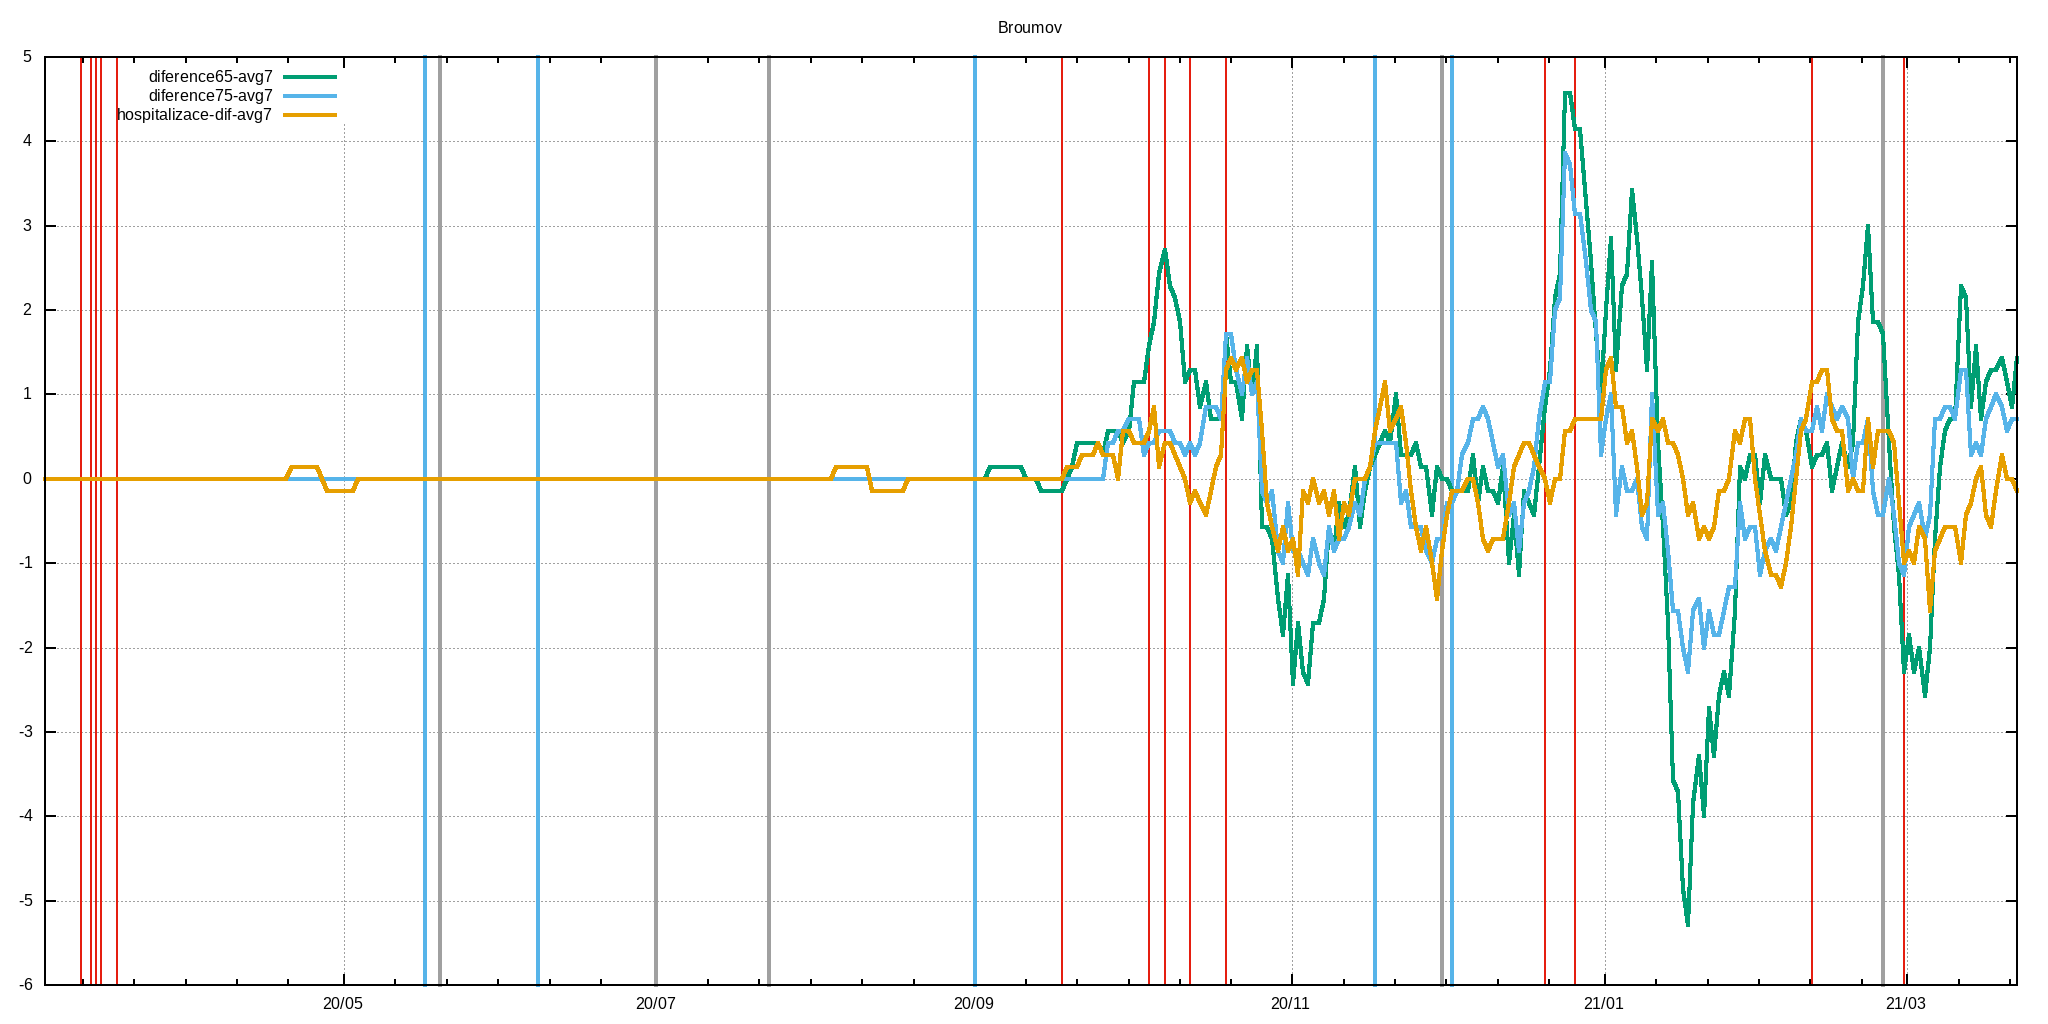 Broumov
5
diference65-avg7
diference75-avg7
hospitalizace-dif-avg7
4
3
2
1
0
-1
-2
-3
-4
-5
-6
20/05 20/07 20/09 20/11 21/01 21/03